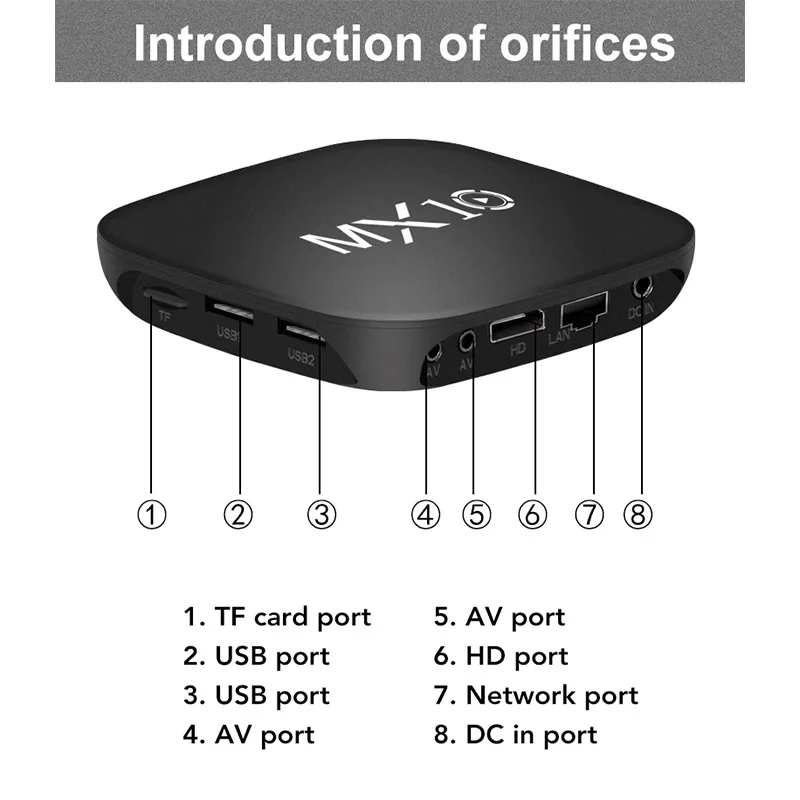 Introduction of orifices
MX10
TF
USB1
USB2
AV
AV
HD
LAN
DC IN
① ② ③ ④ ⑤ ⑥ ⑦ ⑧
1. TF card port
2. USB port
3. USB port
4. AV port
5. AV port
6. HD port
7. Network port
8. DC in port